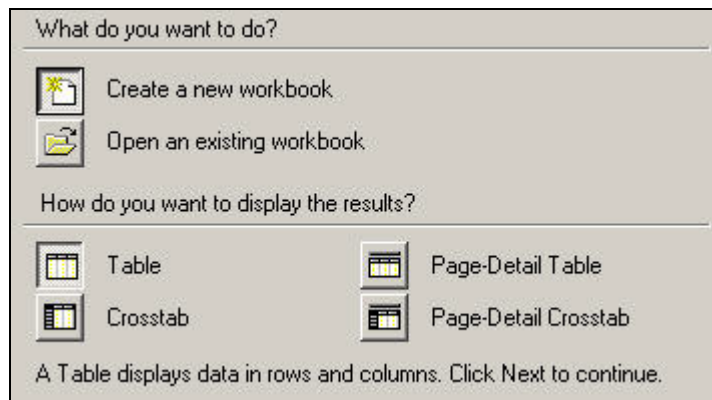 What do you want to do?
Create a new workbook
Open an existing workbook
How do you want to display the results?
Table
Page-Detail Table
Crosstab
Page-Detail Crosstab
A Table displays data in rows and columns. Click Next to continue.